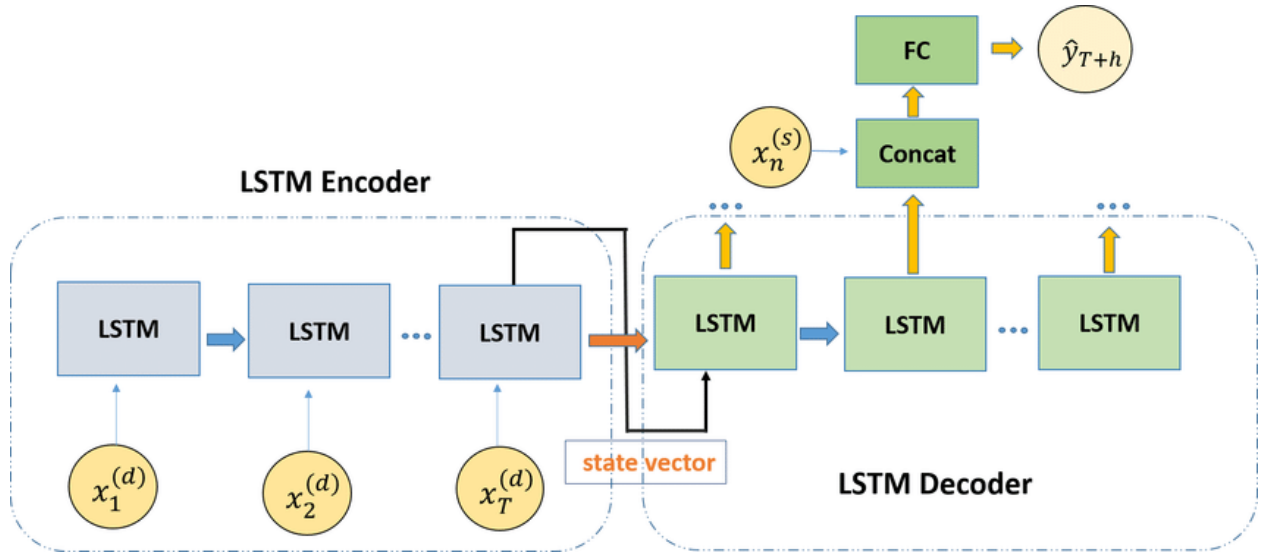 FC
ŷ_{T+h}
x_n^{(s)}
Concat
LSTM Encoder
LSTM
LSTM
LSTM
LSTM
LSTM
LSTM
x_1^{(d)}
x_2^{(d)}
x_T^{(d)}
state vector
LSTM Decoder